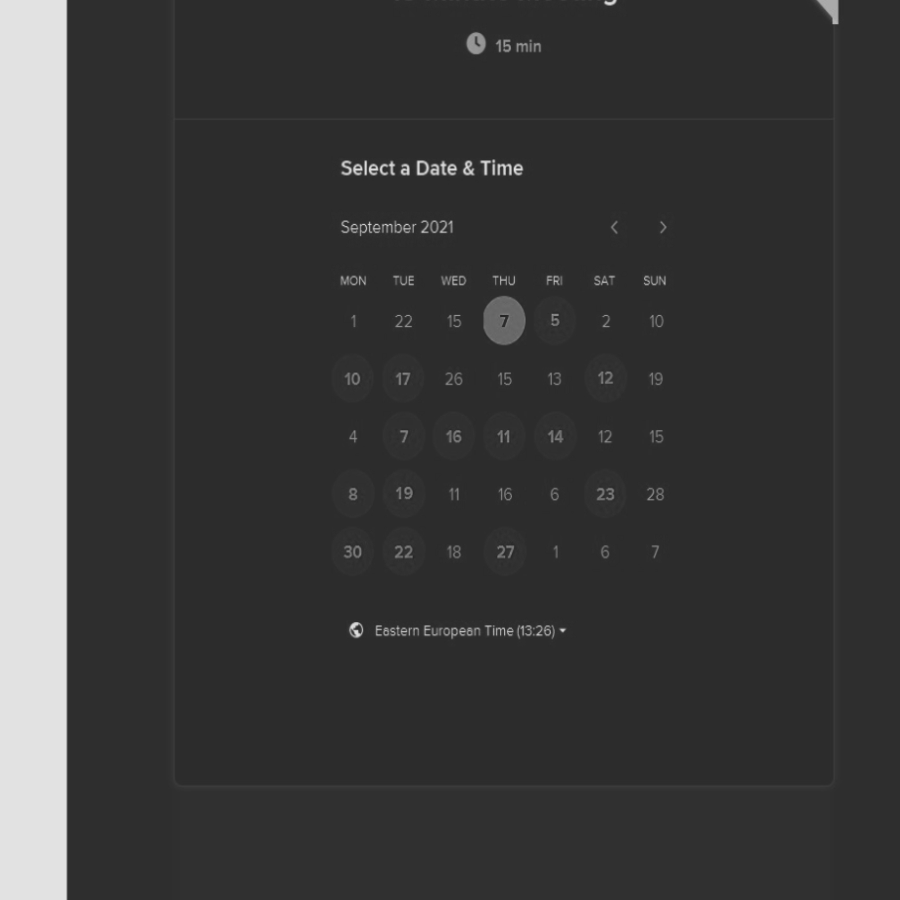 15 min
Select a Date & Time
September 2021
MON TUE WED THU FRI SAT SUN
1 22 15 7 5 2 10
10 17 26 15 13 12 19
4 7 16 11 14 12 15
8 19 11 16 6 23 28
30 22 18 27 1 6 7
Eastern European Time (13:26)